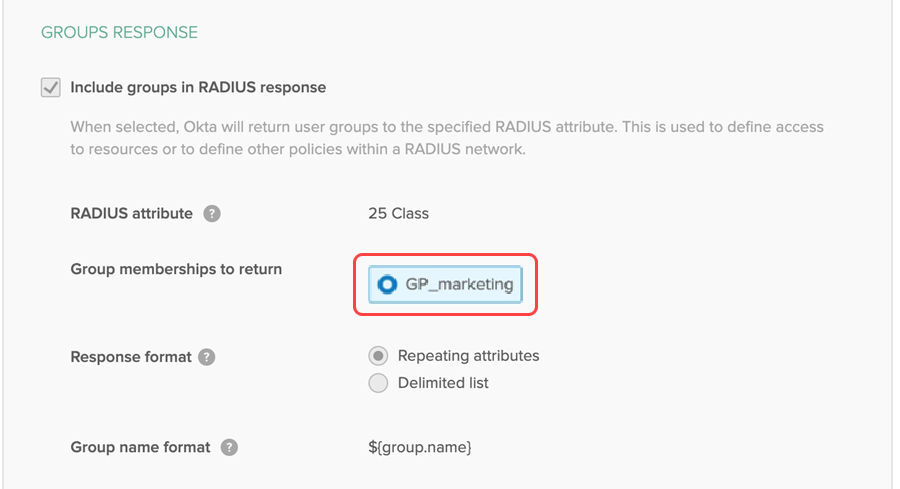 GROUPS RESPONSE
Include groups in RADIUS response
When selected, Okta will return user groups to the specified RADIUS attribute. This is used to define access
to resources or to define other policies within a RADIUS network.
RADIUS attribute ? 25 Class
Group memberships to return GP_marketing
Response format ? Repeating attributes
Delimited list
Group name format ? ${group.name}